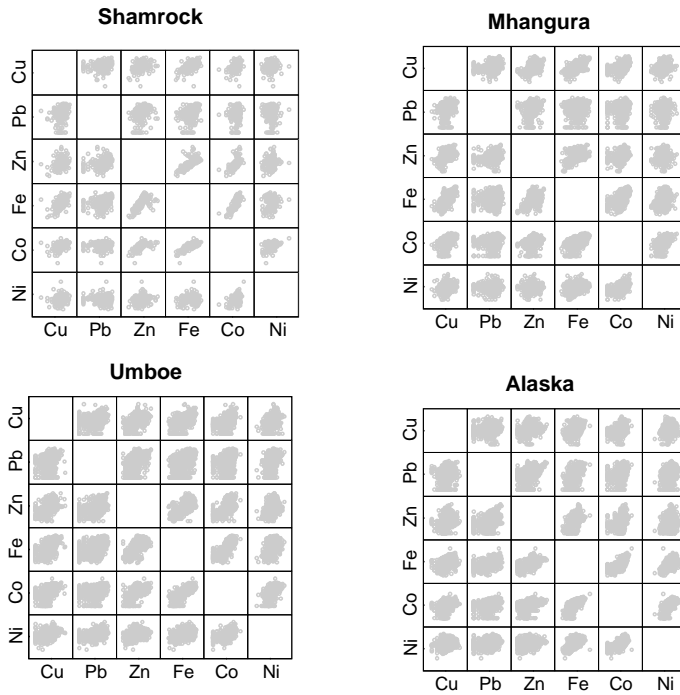 Shamrock
Cu
Pb
Zn
Fe
Co
Ni
Cu Pb Zn Fe Co Ni
Mhangura
Cu
Pb
Zn
Fe
Co
Ni
Cu Pb Zn Fe Co Ni
Umboe
Cu
Pb
Zn
Fe
Co
Ni
Cu Pb Zn Fe Co Ni
Alaska
Cu
Pb
Zn
Fe
Co
Ni
Cu Pb Zn Fe Co Ni